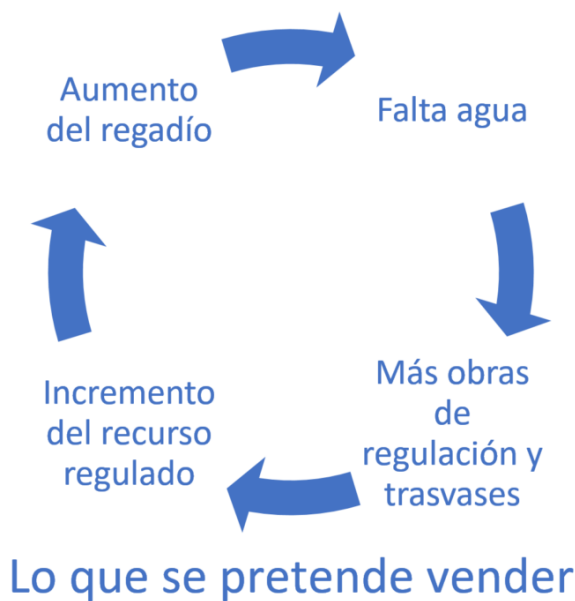 Aumento
del regadío
Falta agua
Más obras
de
regulación y
trasvases
Incremento
del recurso
regulado
Lo que se pretende vender